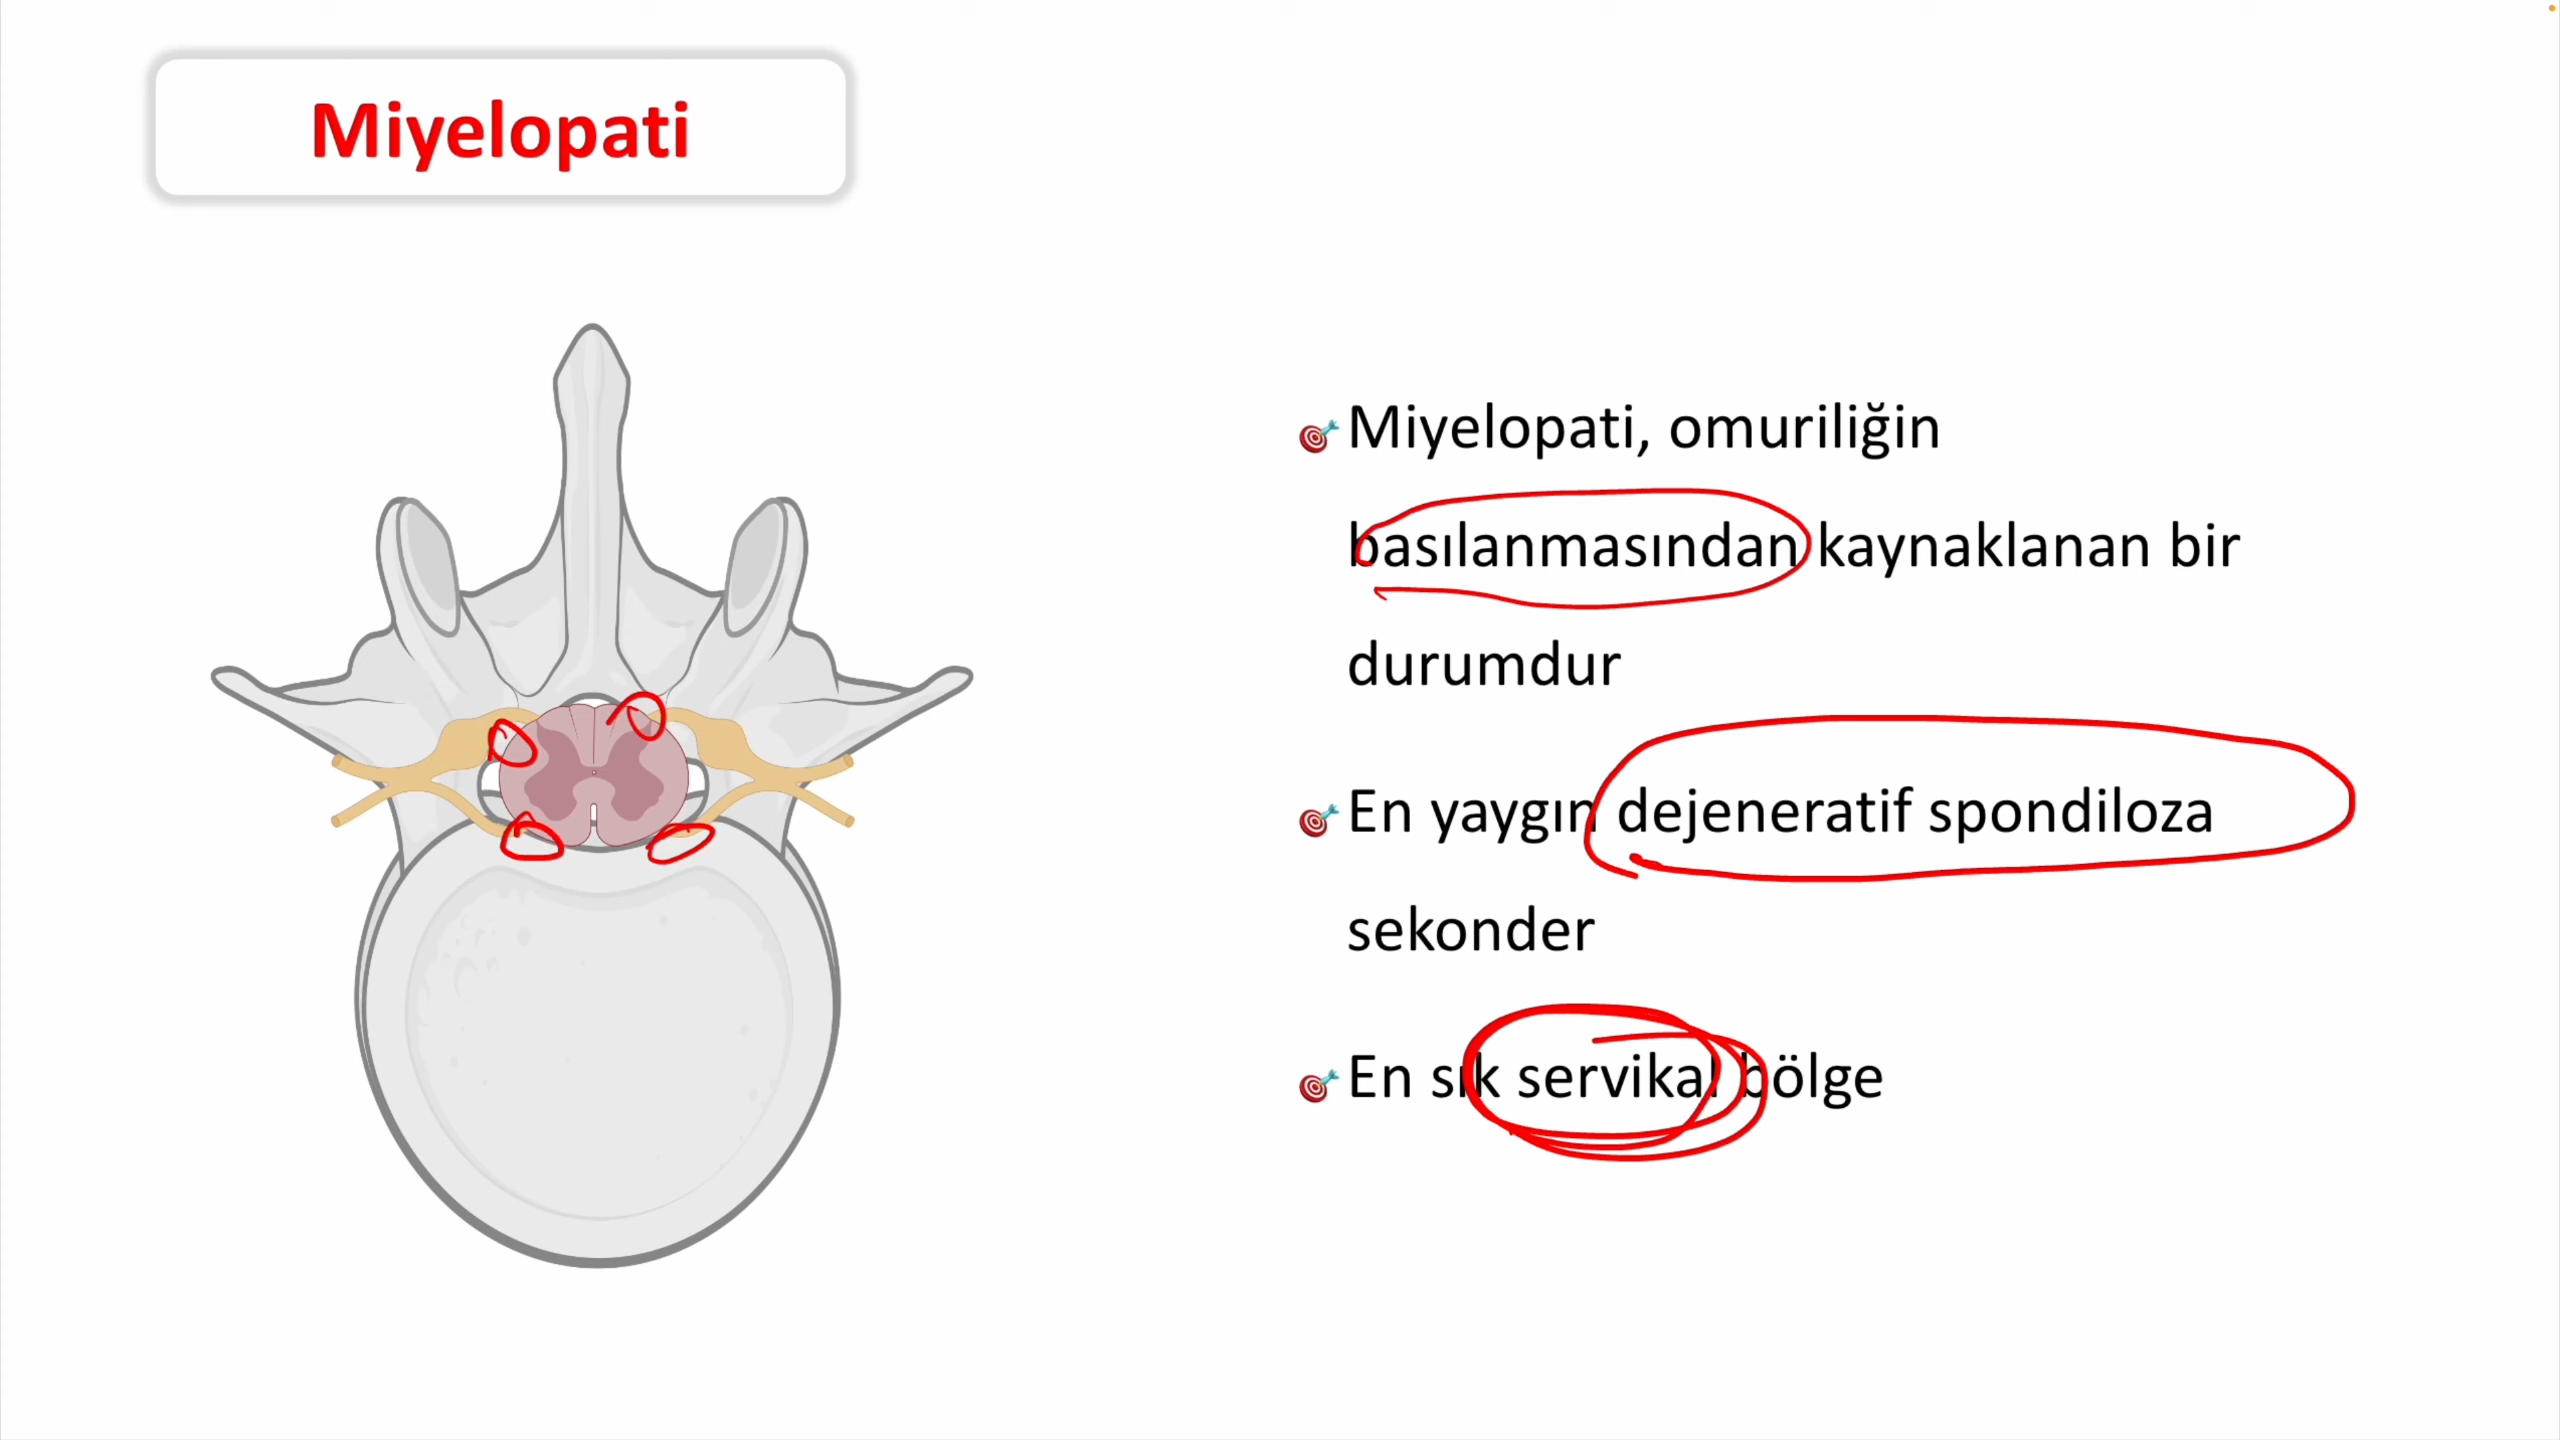 Miyelopati
Miyelopati, omuriliğin
basılanmasından kaynaklanan bir
durumdur
En yaygın dejeneratif spondiloza
sekonder
En sık servikal bölge